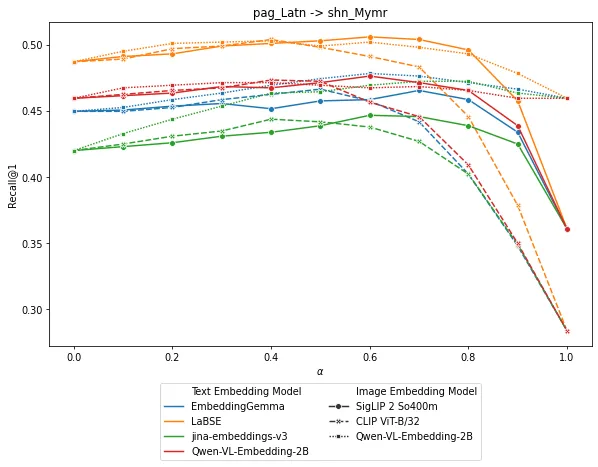 pag_Latn -> shn_Mymr
0.50
0.45
0.40
0.35
0.30
Recall@1
0.0
0.2
0.4
0.6
0.8
1.0
α
Text Embedding Model
EmbeddingGemma
LaBSE
jina-embeddings-v3
Qwen-VL-Embedding-2B
Image Embedding Model
SigLIP 2 So400m
CLIP ViT-B/32
Qwen-VL-Embedding-2B